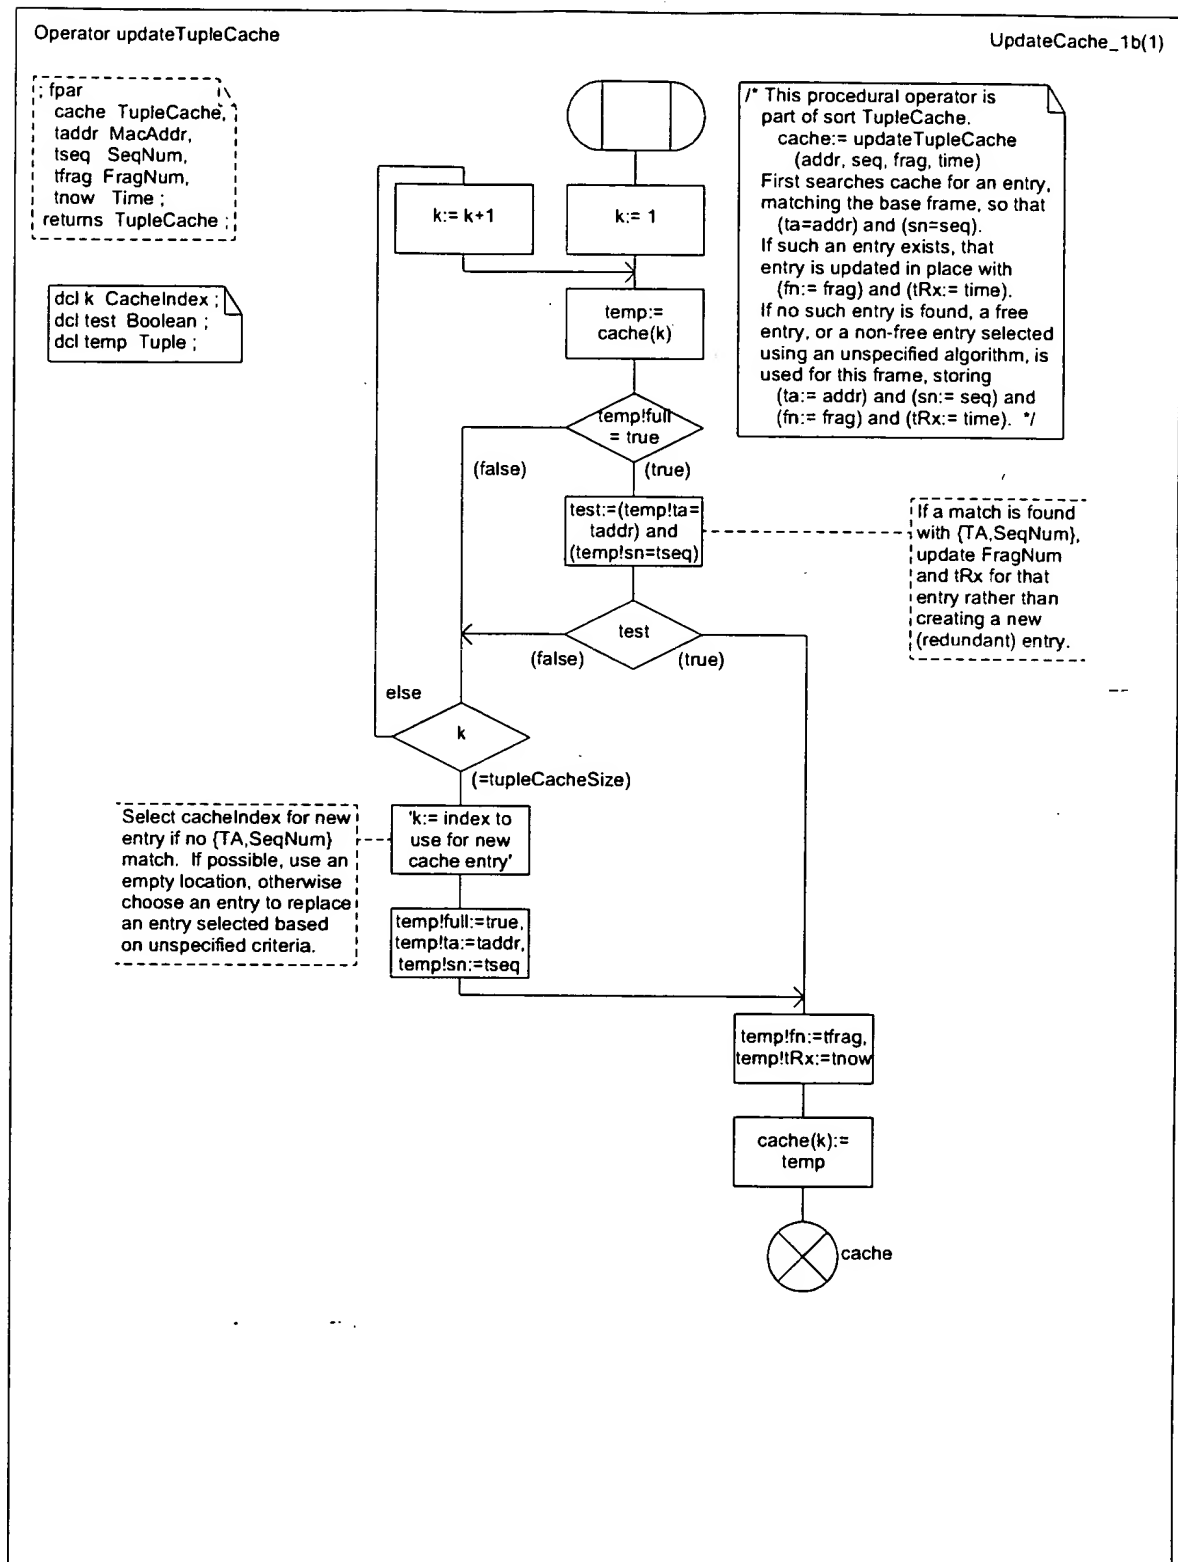 Operator updateTupleCache
UpdateCache_1b(1)
; fpar
cache TupleCache,
taddr MacAddr,
tseq SeqNum,
tfrag FragNum,
tnow Time ;
returns TupleCache ;
dcl k CacheIndex ;
dcl test Boolean ;
dcl temp Tuple ;
/* This procedural operator is
part of sort TupleCache.
cache:= updateTupleCache
(addr, seq, frag, time)
First searches cache for an entry,
matching the base frame, so that
(ta=addr) and (sn=seq).
If such an entry exists, that
entry is updated in place with
(fn:= frag) and (tRx:= time).
If no such entry is found, a free
entry, or a non-free entry selected
using an unspecified algorithm, is
used for this frame, storing
(ta:= addr) and (sn:= seq) and
(fn:= frag) and (tRx:= time). */
k:= k+1
k:= 1
temp:=
cache(k)
temp!full
= true
(false)
(true)
test:=(temp!ta=
taddr) and
(temp!sn=tseq)
If a match is found
with {TA,SeqNum},
update FragNum
and tRx for that
entry rather than
creating a new
(redundant) entry.
test
(false)
(true)
else
k
(=tupleCacheSize)
Select cacheIndex for new
entry if no {TA,SeqNum}
match. If possible, use an
empty location, otherwise
choose an entry to replace
an entry selected based
on unspecified criteria.
'k:= index to
use for new
cache entry'
temp!full:=true,
temp!ta:=taddr,
temp!sn:=tseq
temp!fn:=tfrag,
temp!tRx:=tnow
cache(k):=
temp
cache